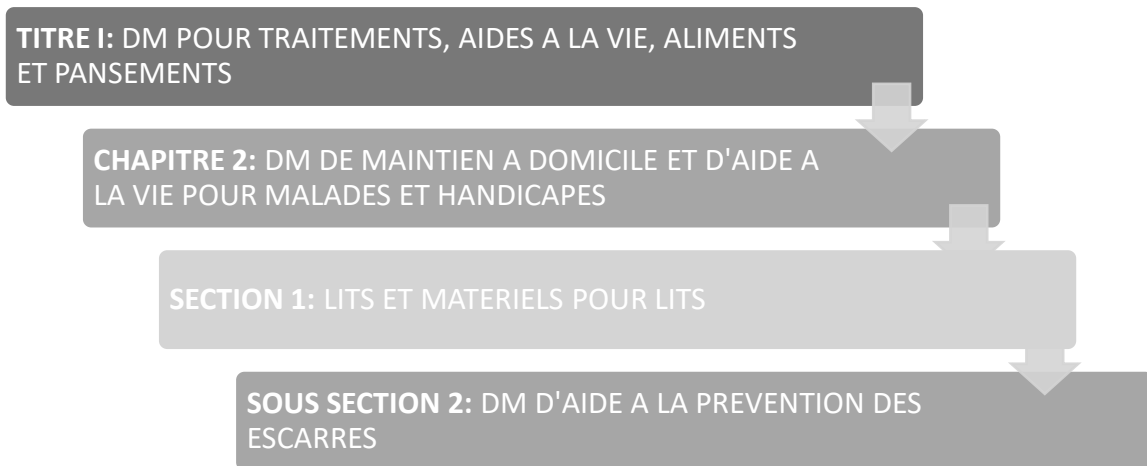 TITRE I: DM POUR TRAITEMENTS, AIDES A LA VIE, ALIMENTS
ET PANSEMENTS
CHAPITRE 2: DM DE MAINTIEN A DOMICILE ET D'AIDE A
LA VIE POUR MALADES ET HANDICAPES
SECTION 1: LITS ET MATERIELS POUR LITS
SOUS SECTION 2: DM D'AIDE A LA PREVENTION DES
ESCARRES